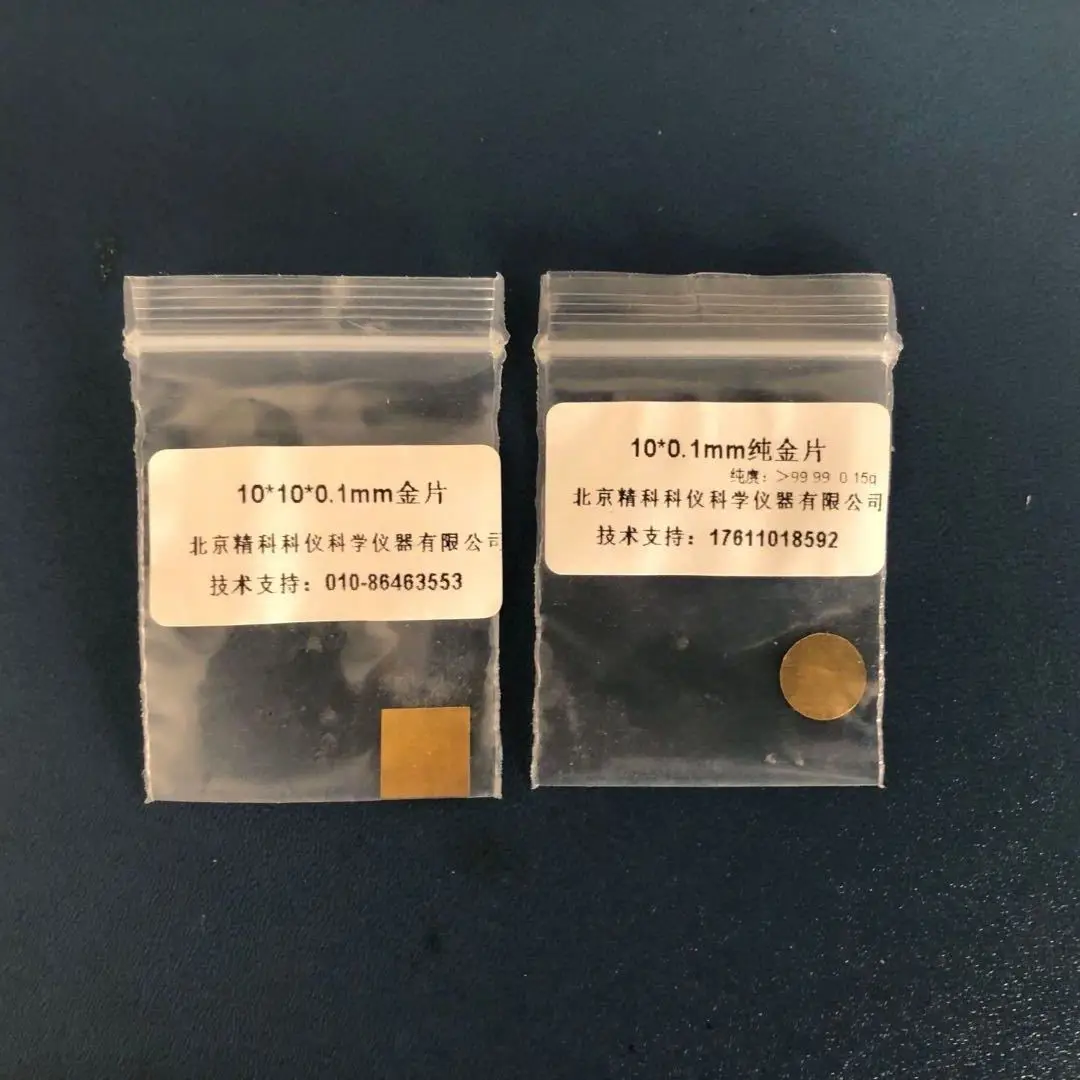 10*10*0.1mm金片
北京精科科仪科学仪器有限公司
技术支持：010-86463553
10*0.1mm纯金片
纯度：＞99.99 0.15g
北京精科科仪科学仪器有限公司
技术支持：17611018592